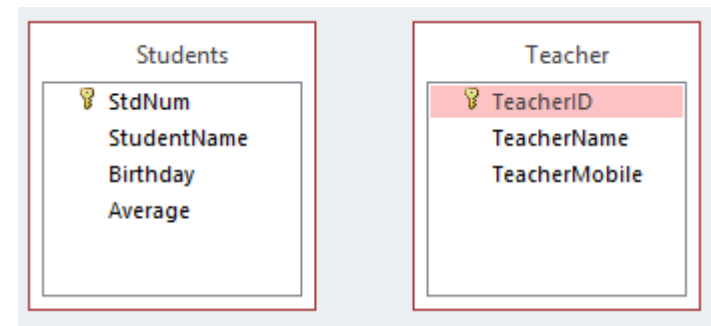 Students
StdNum
StudentName
Birthday
Average
Teacher
TeacherID
TeacherName
TeacherMobile